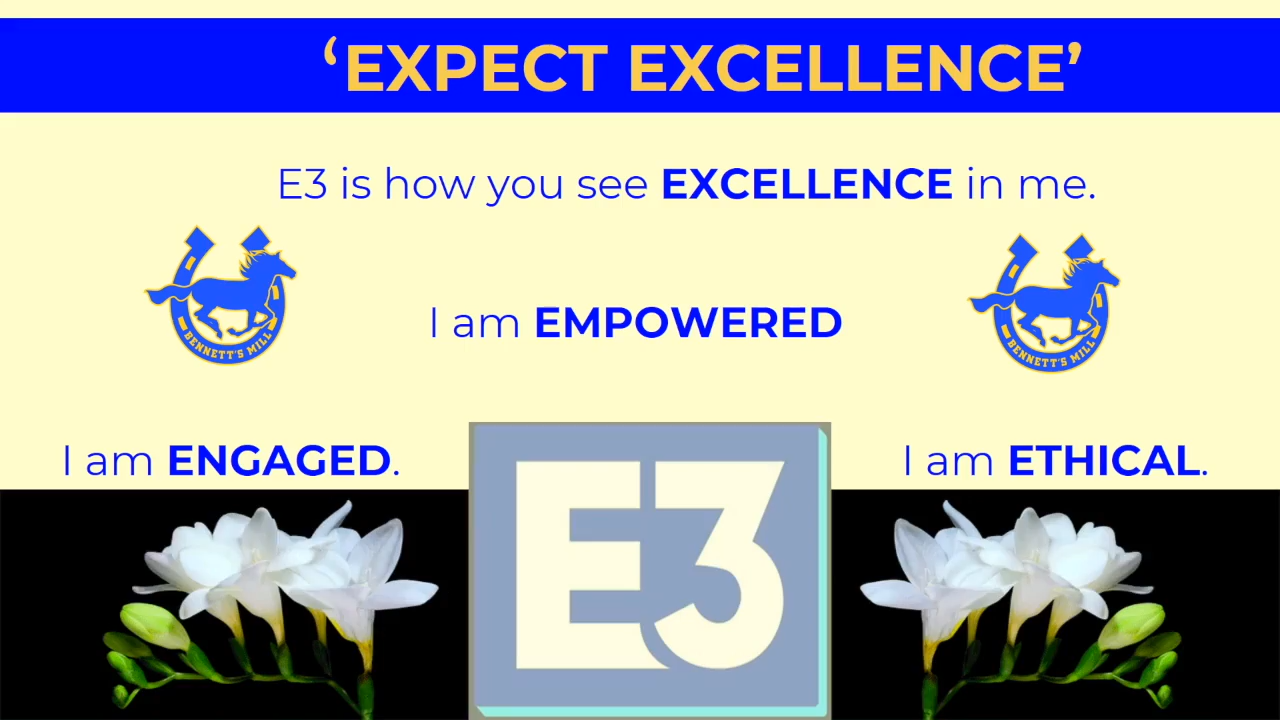 ‘EXPECT EXCELLENCE’
E3 is how you see EXCELLENCE in me.
BENNETT'S MILL
BENNETT'S MILL
I am EMPOWERED
I am ENGAGED.
I am ETHICAL.
E3